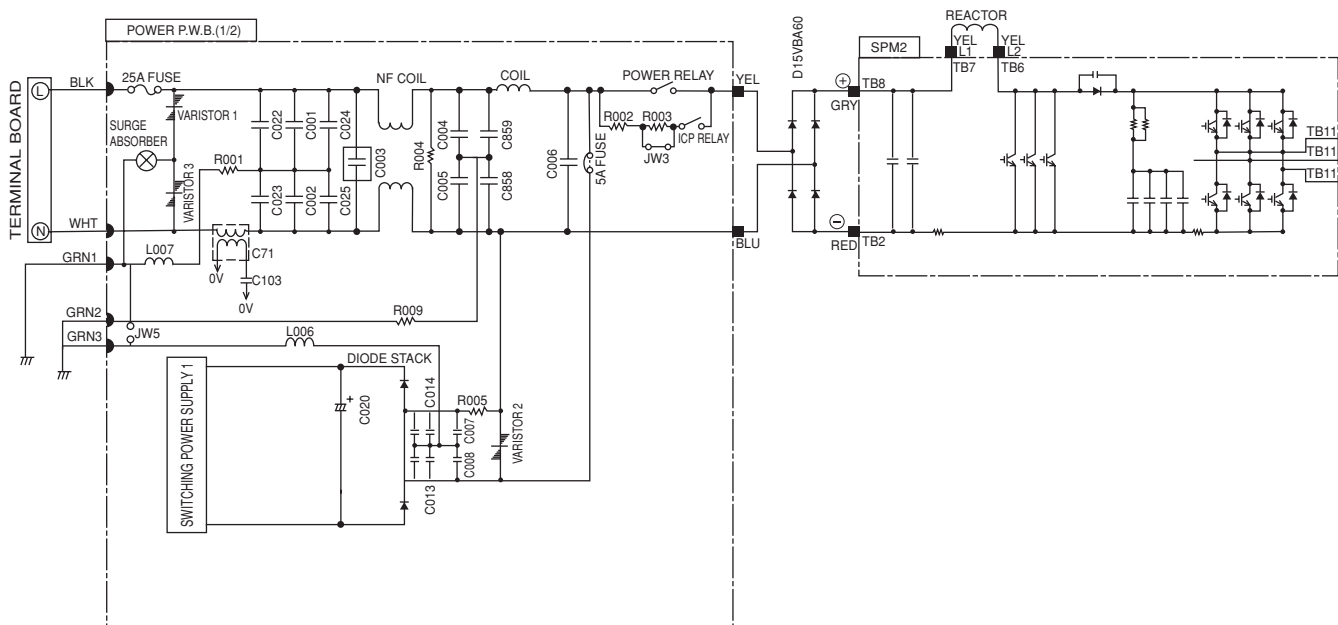 POWER P.W.B.(1/2)
REACTOR
YEL
YEL
L1
L2
SPM2
TB7
TB6
D15VBA60
TERMINAL BOARD
L
BLK
25A FUSE
NF COIL
COIL
POWER RELAY
YEL
+
TB8
GRY
VARISTOR 1
SURGE
ABSORBER
C022
C001
C024
C003
R004
C004
C859
R002
R003
ICP RELAY
JW3
C006
5A FUSE
TB11
TB11
TB11
R001
VARISTOR 3
C023
C002
C025
C005
C858
N
WHT
C71
BLU
−
RED
TB2
L007
GRN1
0V
C103
0V
GRN2
R009
JW5
GRN3
L006
DIODE STACK
SWITCHING POWER SUPPLY 1
+
C020
C014
R005
C007
C008
C013
VARISTOR 2